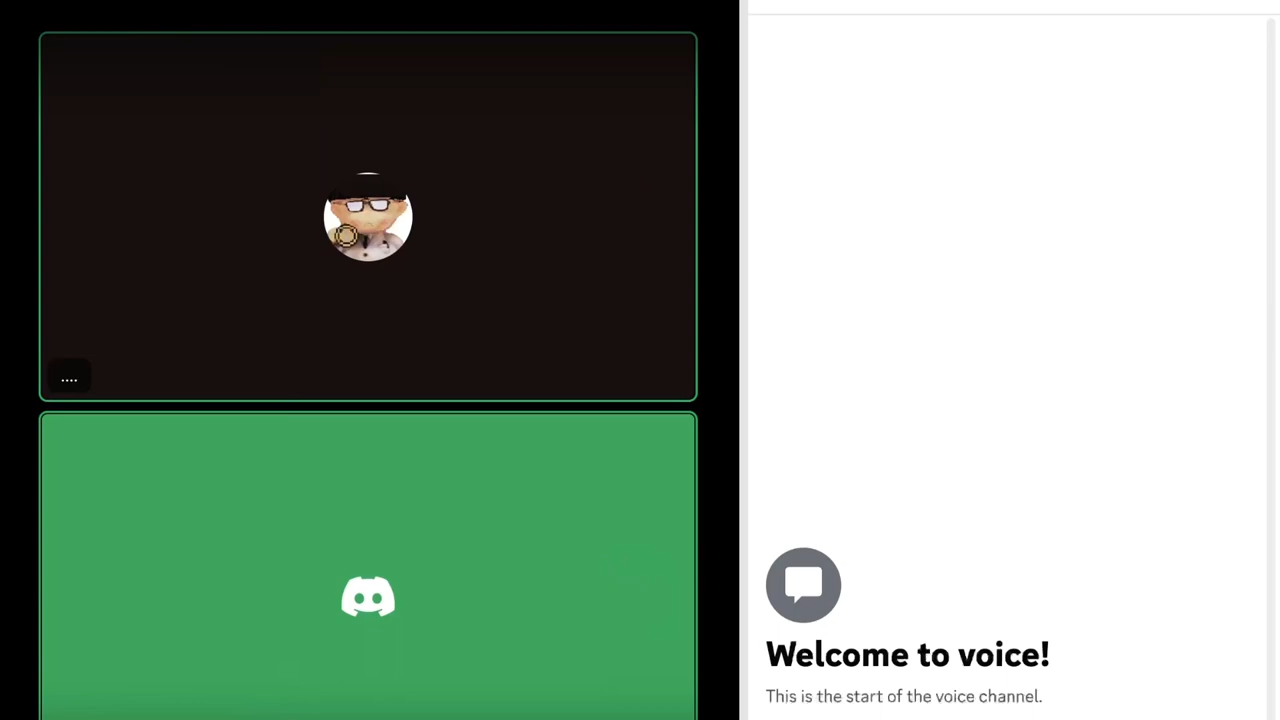 ....
Welcome to voice!
This is the start of the voice channel.